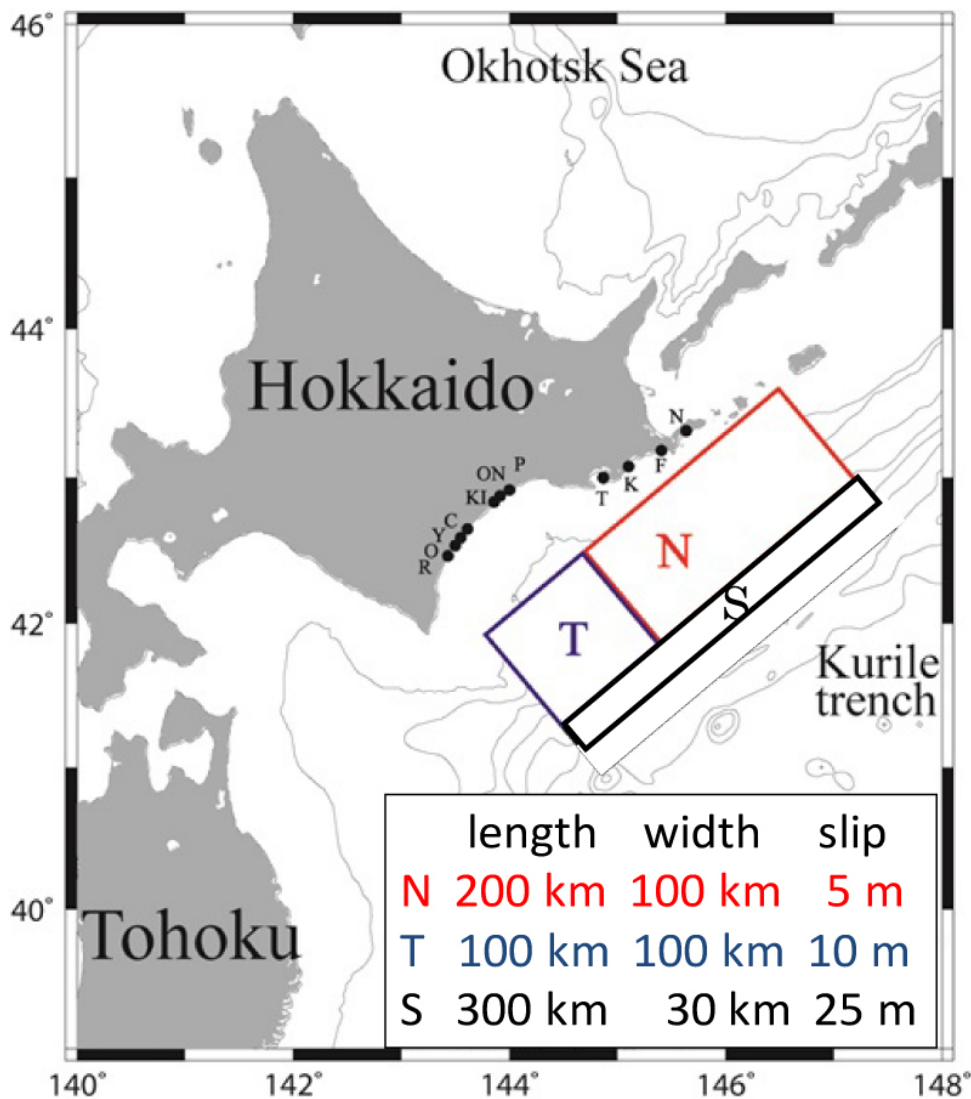 46°
Okhotsk Sea
44°
Hokkaido
N
F
K
T
P
ON
KI
C
Y
O
R
N
S
42°
T
Kurile
trench
length width slip
N 200 km 100 km 5 m
T 100 km 100 km 10 m
S 300 km 30 km 25 m
40°
Tohoku
140° 142° 144° 146° 148°